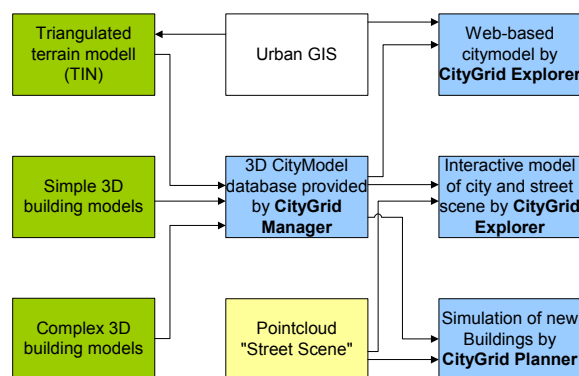 Triangulated
terrain modell
(TIN)
Urban GIS
Web-based
citymodel by
CityGrid Explorer
Simple 3D
building models
3D CityModel
database provided
by CityGrid
Manager
Interactive model
of city and street
scene by CityGrid
Explorer
Complex 3D
building models
Pointcloud
"Street Scene"
Simulation of new
Buildings by
CityGrid Planner